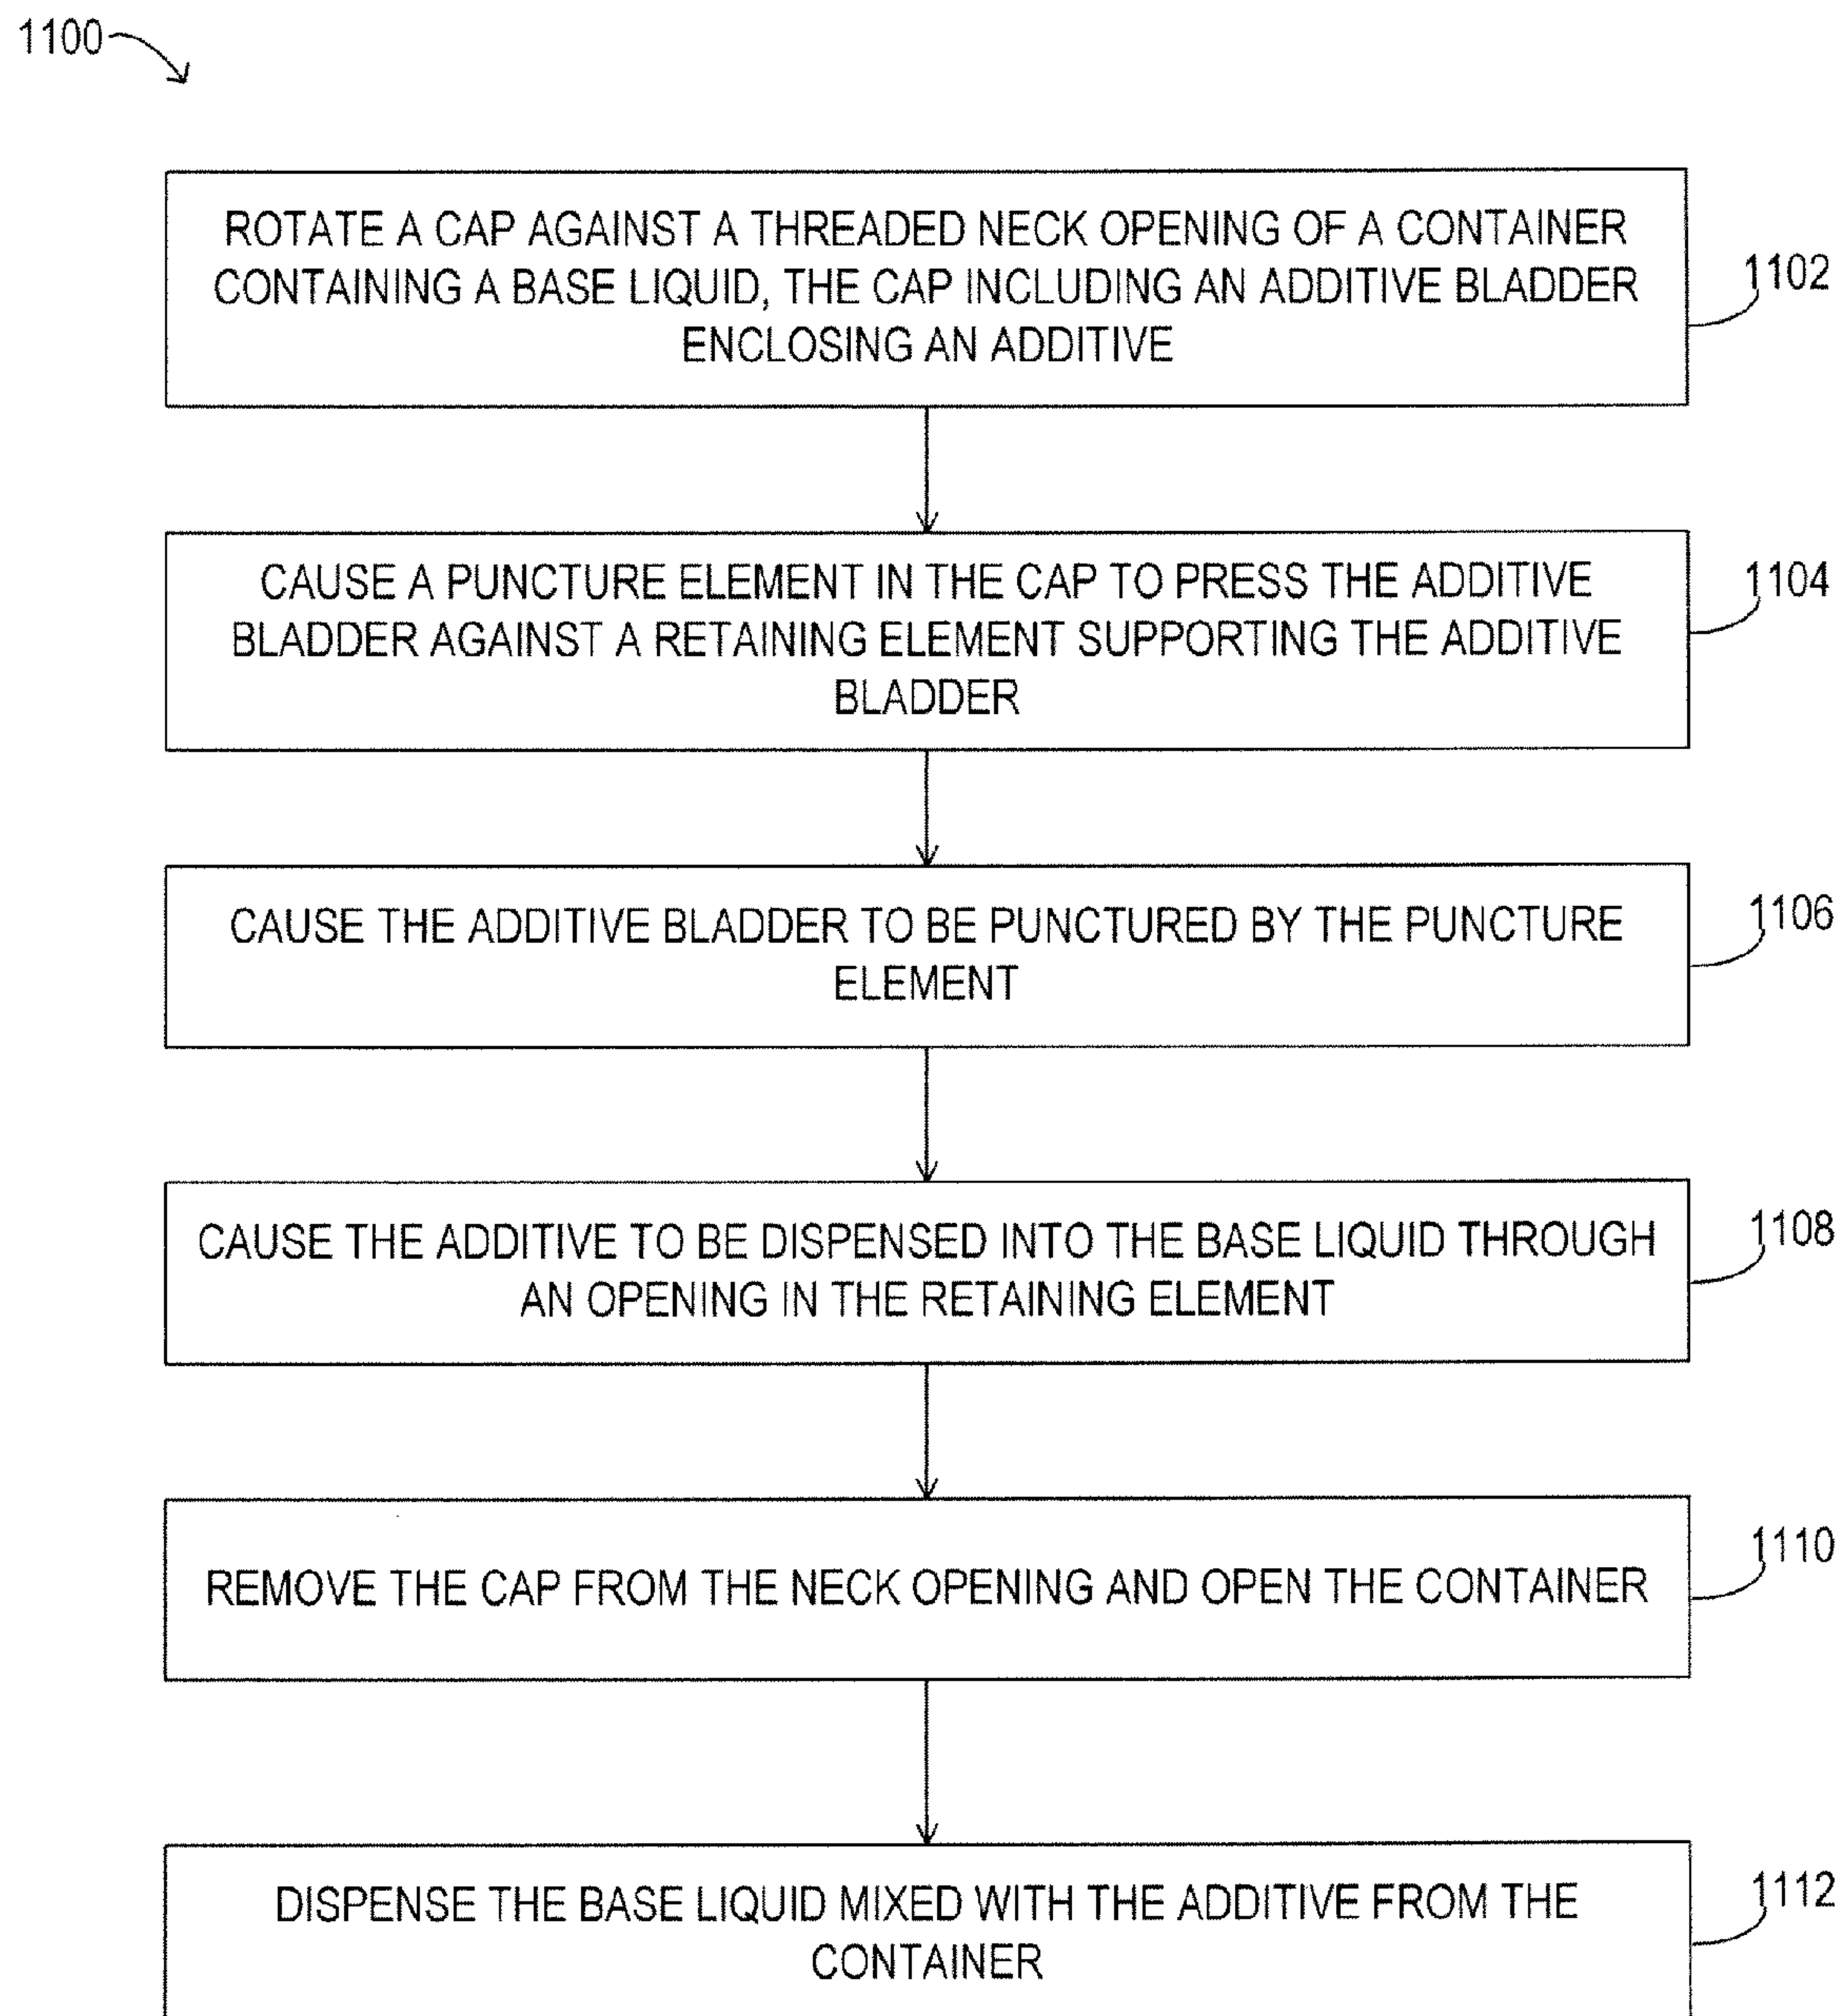 1100
ROTATE A CAP AGAINST A THREADED NECK OPENING OF A CONTAINER
CONTAINING A BASE LIQUID, THE CAP INCLUDING AN ADDITIVE BLADDER
ENCLOSING AN ADDITIVE
1102
CAUSE A PUNCTURE ELEMENT IN THE CAP TO PRESS THE ADDITIVE
BLADDER AGAINST A RETAINING ELEMENT SUPPORTING THE ADDITIVE
BLADDER
1104
CAUSE THE ADDITIVE BLADDER TO BE PUNCTURED BY THE PUNCTURE
ELEMENT
1106
CAUSE THE ADDITIVE TO BE DISPENSED INTO THE BASE LIQUID THROUGH
AN OPENING IN THE RETAINING ELEMENT
1108
REMOVE THE CAP FROM THE NECK OPENING AND OPEN THE CONTAINER
1110
DISPENSE THE BASE LIQUID MIXED WITH THE ADDITIVE FROM THE
CONTAINER
1112